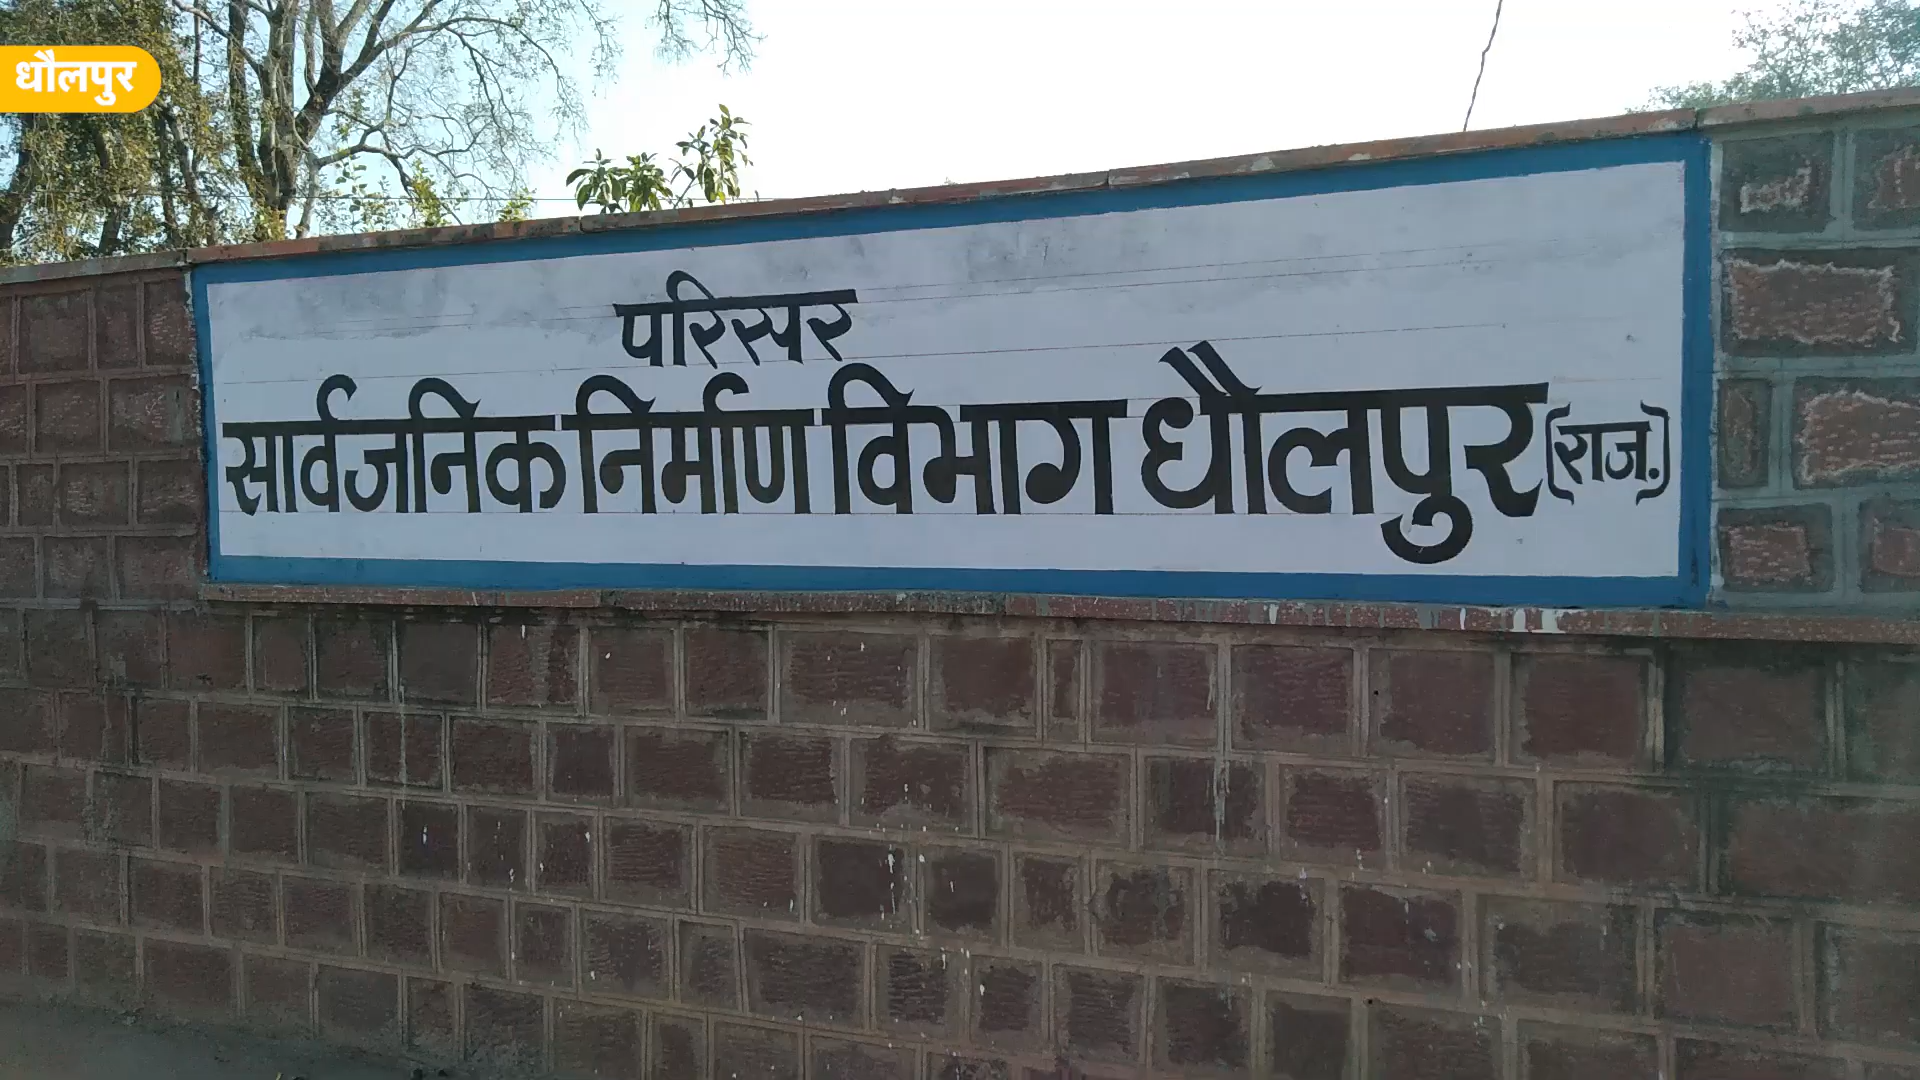 धौलपुर
परिसर
सार्वजनिक निर्माण विभाग धौलपुर (राज.)